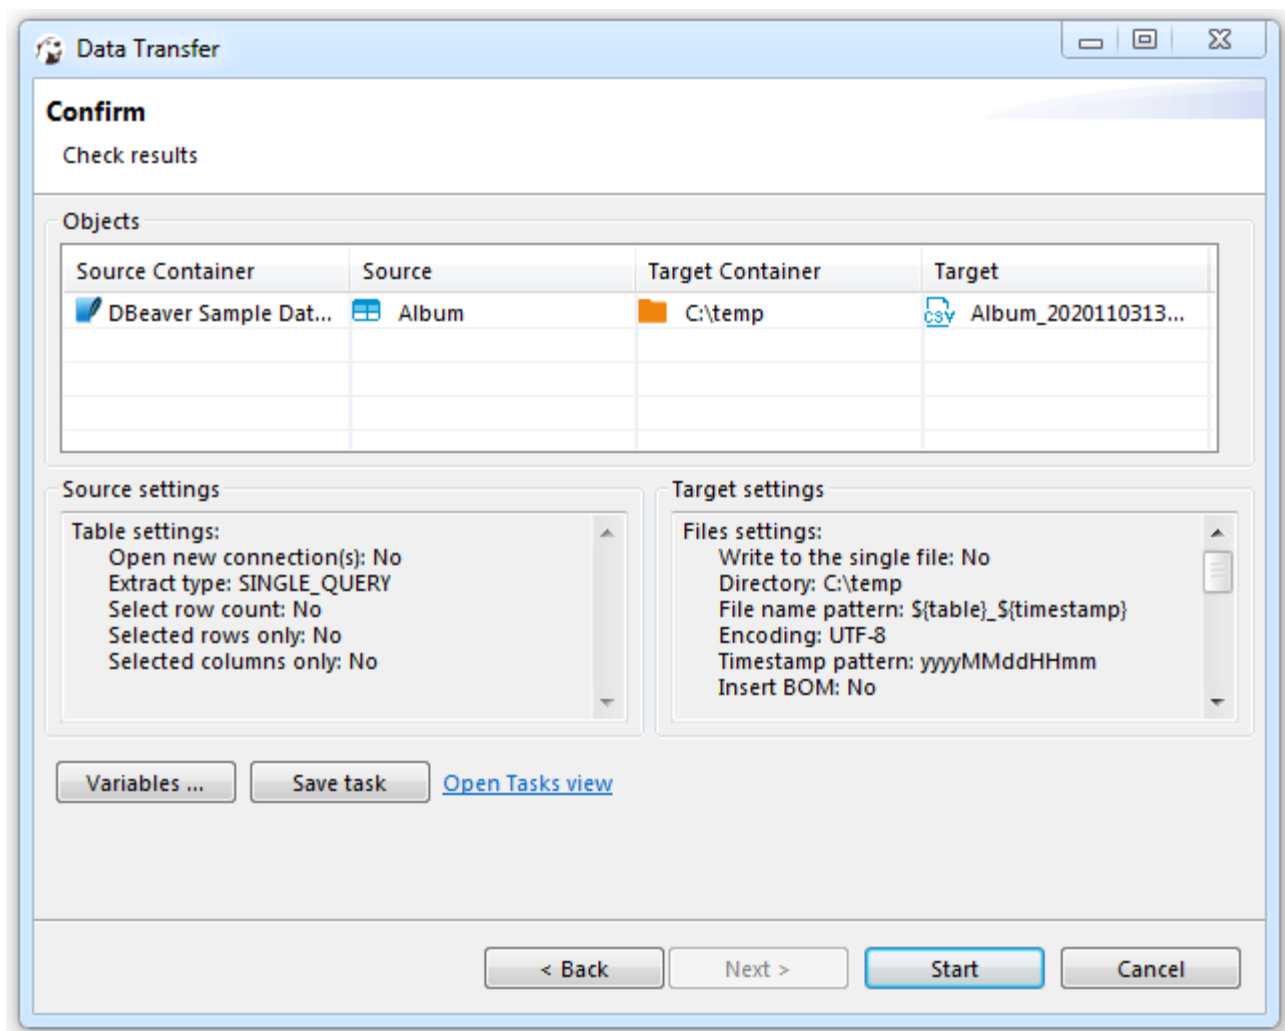 Data Transfer
Confirm
Check results
Objects
Source Container Source Target Container Target
DBeaver Sample Dat... Album C:\temp Album_2020110313...
Source settings
Table settings:
Open new connection(s): No
Extract type: SINGLE_QUERY
Select row count: No
Selected rows only: No
Selected columns only: No
Target settings
Files settings:
Write to the single file: No
Directory: C:\temp
File name pattern: ${table}_${timestamp}
Encoding: UTF-8
Timestamp pattern: yyyyMMddHHmm
Insert BOM: No
Variables ... Save task Open Tasks view
< Back Next > Start Cancel